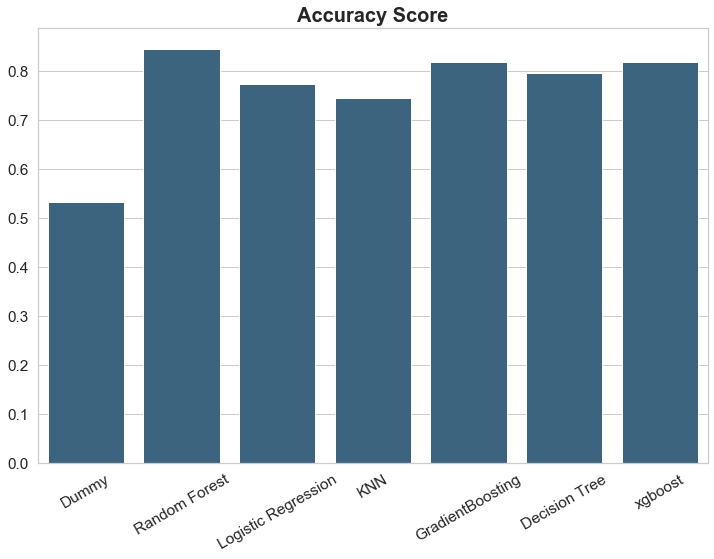 Accuracy Score
0.8
0.7
0.6
0.5
0.4
0.3
0.2
0.1
0.0
Dummy
Random Forest
Logistic Regression
KNN
GradientBoosting
Decision Tree
xgboost